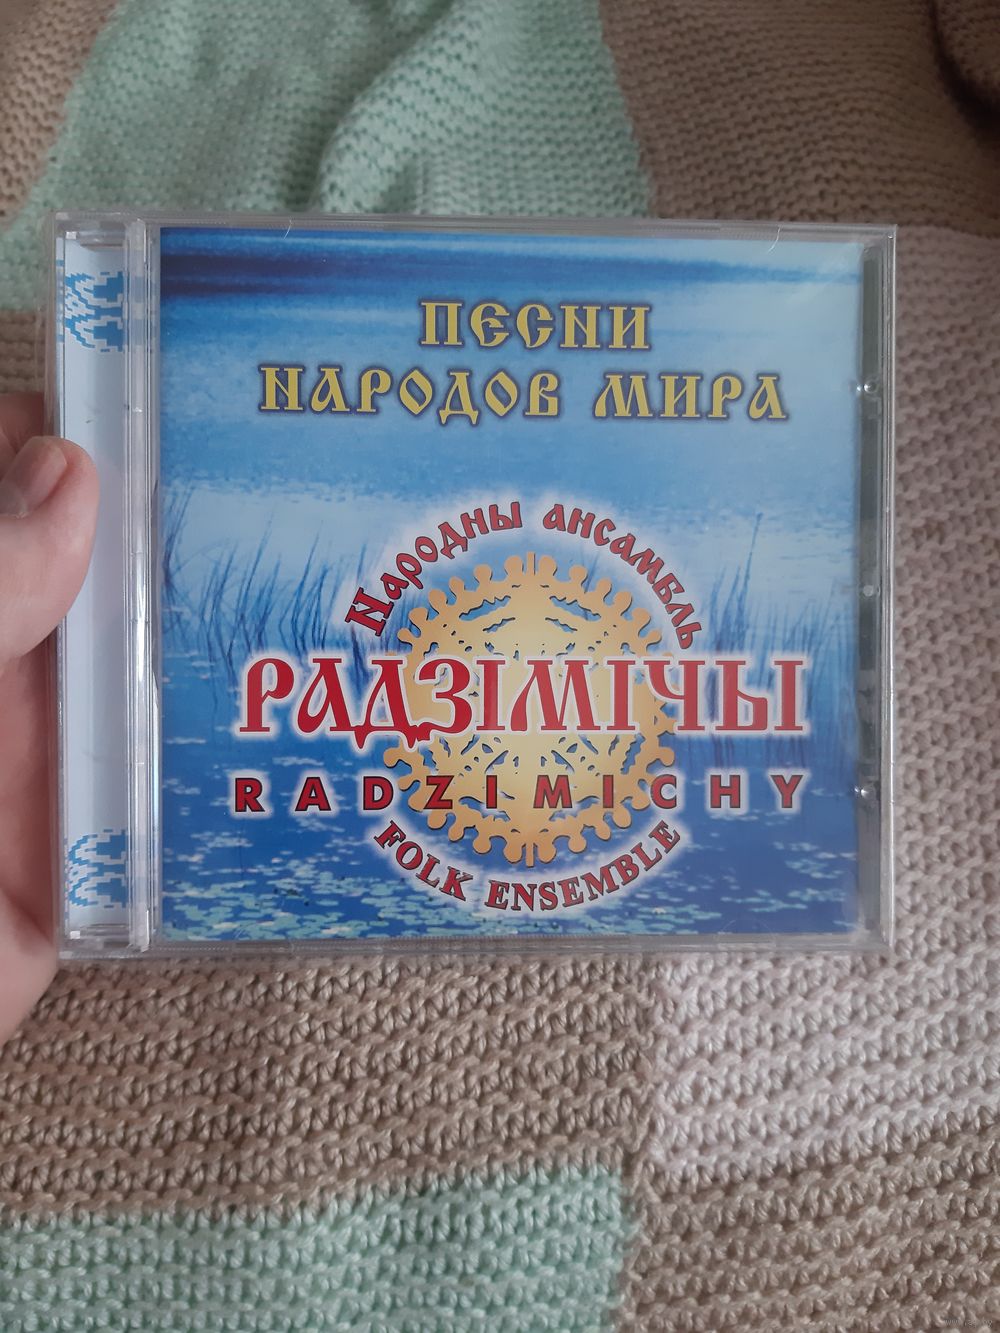 ПЕСНИ
НАРОДОВ МИРА
Народны ансамбль
РАДЗІМІЧЫ
RADZIMICHY
FOLK ENSEMBLE